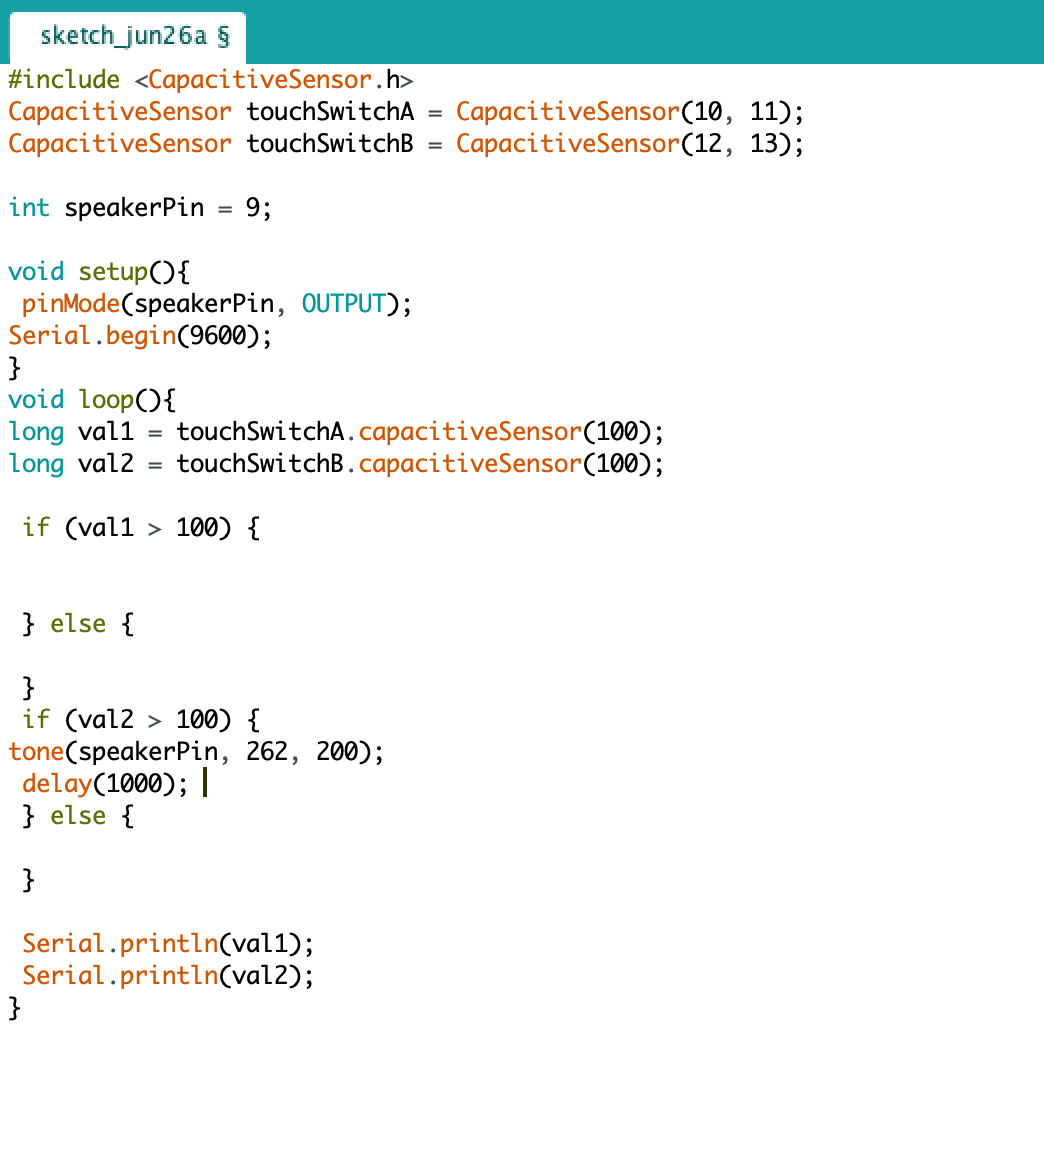 sketch_jun26a §
#include <CapacitiveSensor.h>
CapacitiveSensor touchSwitchA = CapacitiveSensor(10, 11);
CapacitiveSensor touchSwitchB = CapacitiveSensor(12, 13);
int speakerPin = 9;
void setup(){
pinMode(speakerPin, OUTPUT);
Serial.begin(9600);
}
void loop(){
long val1 = touchSwitchA.capacitiveSensor(100);
long val2 = touchSwitchB.capacitiveSensor(100);
if (val1 > 100) {
} else {
}
if (val2 > 100) {
tone(speakerPin, 262, 200);
delay(1000);
} else {
}
Serial.println(val1);
Serial.println(val2);
}